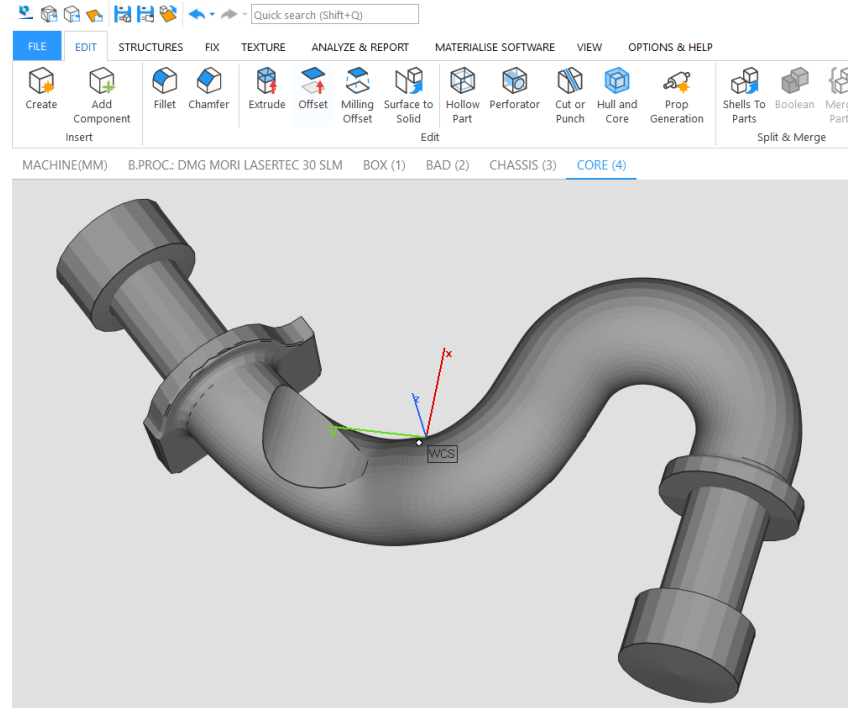 Quick search (Shift+Q)
FILE EDIT STRUCTURES FIX TEXTURE ANALYZE & REPORT MATERIALISE SOFTWARE VIEW OPTIONS & HELP
Create Add Component Fillet Chamfer Extrude Offset Milling Offset Surface to Solid Hollow Part Perforator Cut or Punch Hull and Core Prop Generation Shells To Parts Boolean
Insert Edit Split & Merge
MACHINE(MM) B.PROC.: DMG MORI LASERTEC 30 SLM BOX (1) BAD (2) CHASSIS (3) CORE (4)
x
z
y
WCS